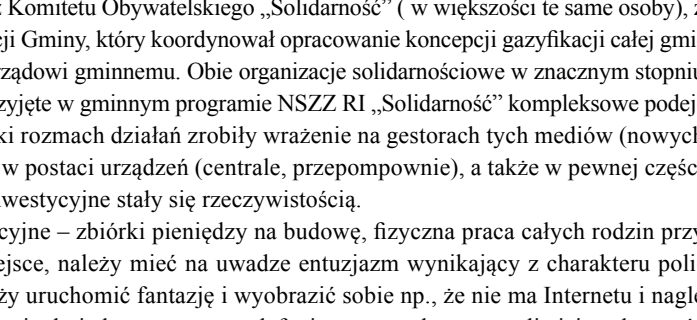 Komitetu Obywatelskiego „Solidarność” ( w większości te same osoby),
ji Gminy, który koordynował opracowanie koncepcji gazyfikacji całej gmi
rządowi gminnemu. Obie organizacje solidarnościowe w znacznym stopniu
zyjęte w gminnym programie NSZZ RI „Solidarność” kompleksowe podej
ki rozmach działań zrobiły wrażenie na gestorach tych mediów (nowych
w postaci urządzeń (centrale, przepompownie), a także w pewnej częśc
westycyjne stały się rzeczywistością.
cyjne – zbiórki pieniędzy na budowę, fizyczna praca całych rodzin przy
ejsce, należy mieć na uwadze entuzjazm wynikający z charakteru poli
ży uruchomić fantazję i wyobrazić sobie np., że nie ma Internetu i nagle